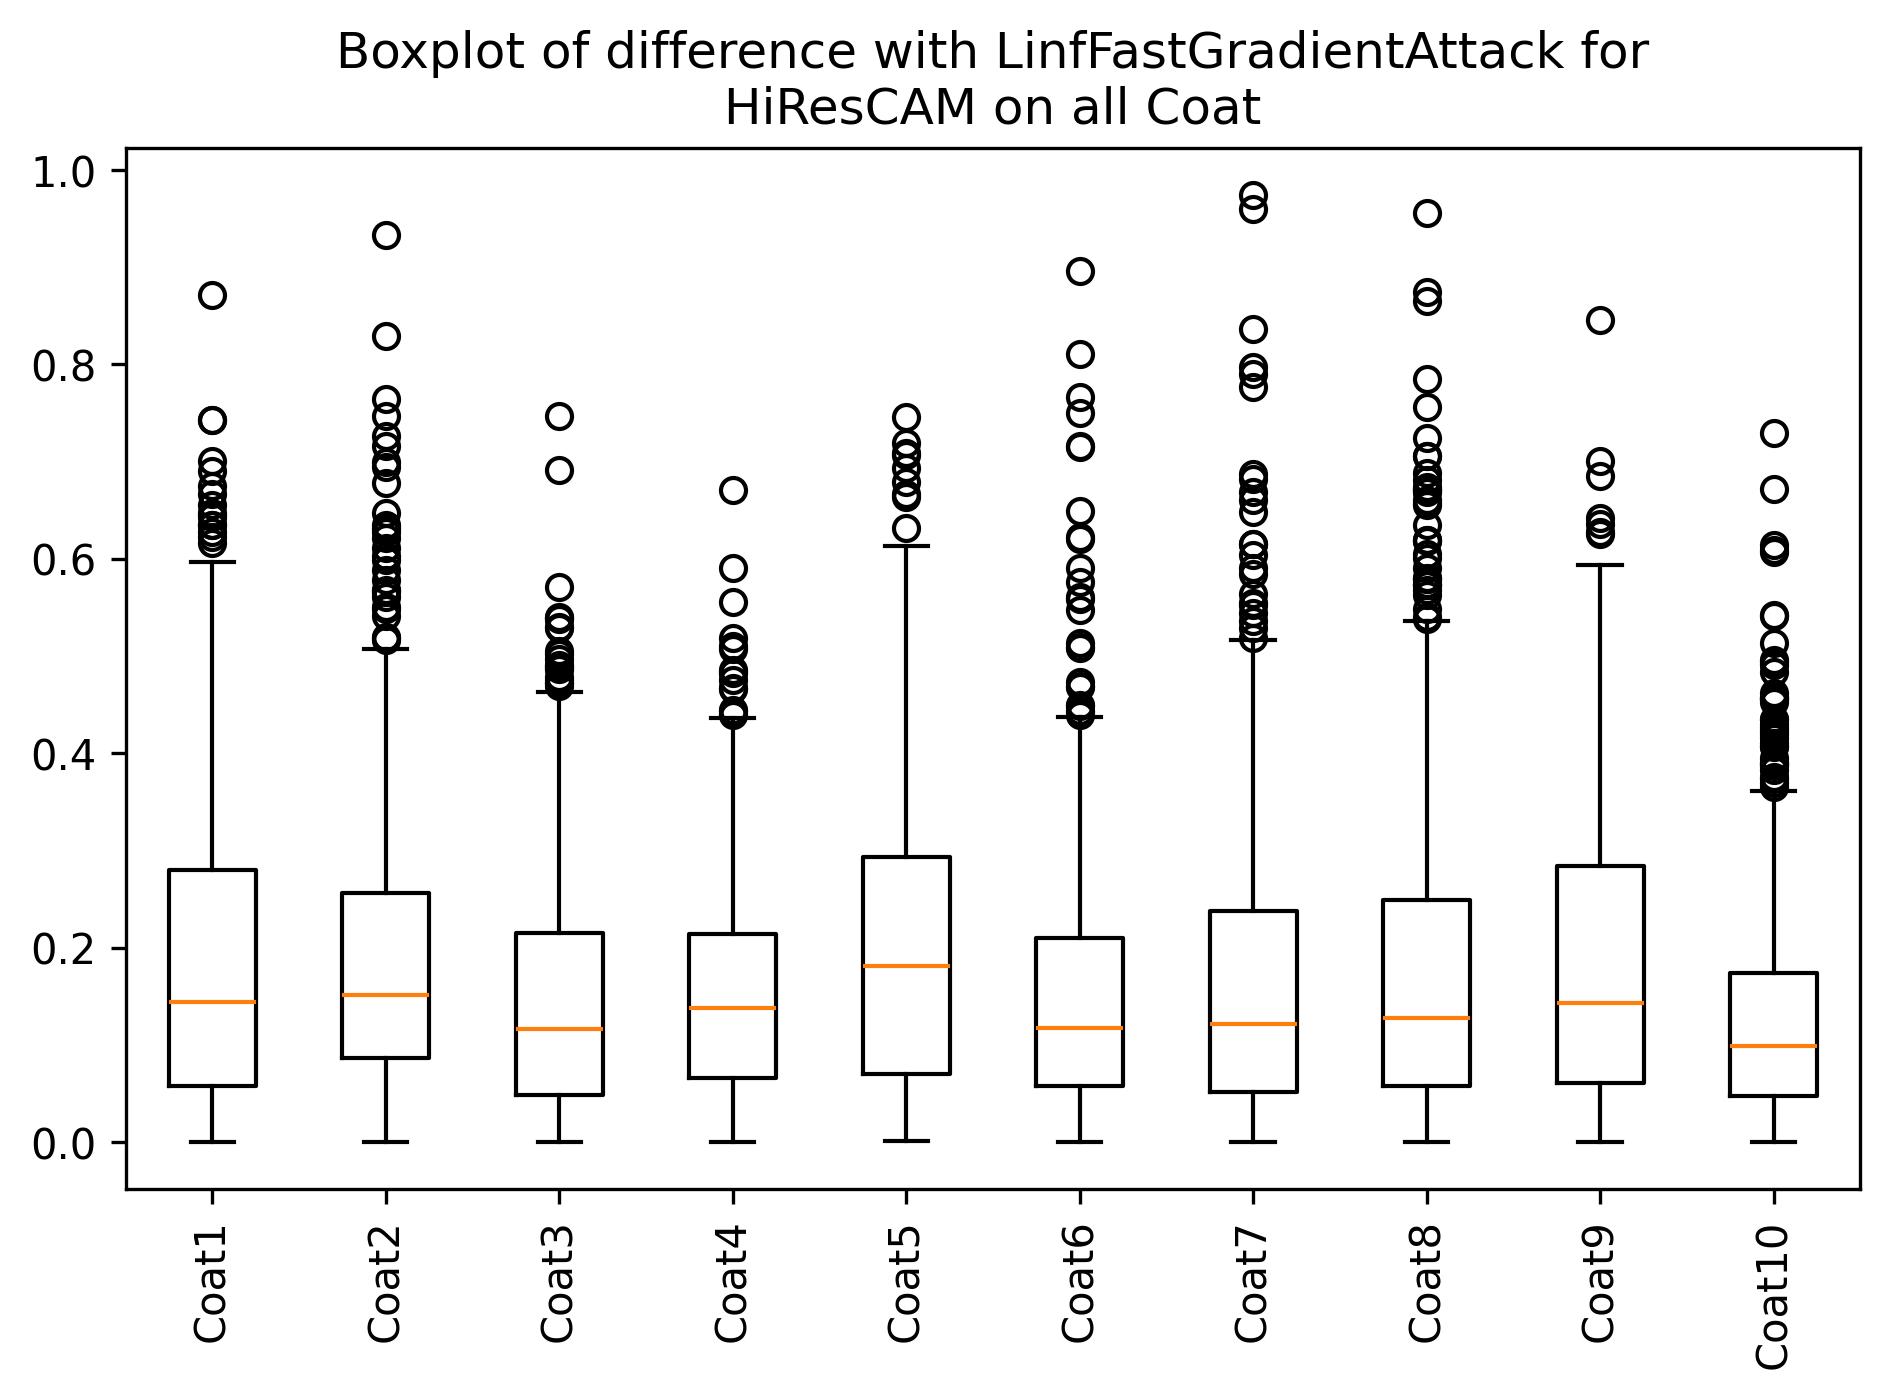 Boxplot of difference with LinfFastGradientAttack for
HiResCAM on all Coat
1.0
0.8
0.6
0.4
0.2
0.0
Coat1
Coat2
Coat3
Coat4
Coat5
Coat6
Coat7
Coat8
Coat9
Coat10